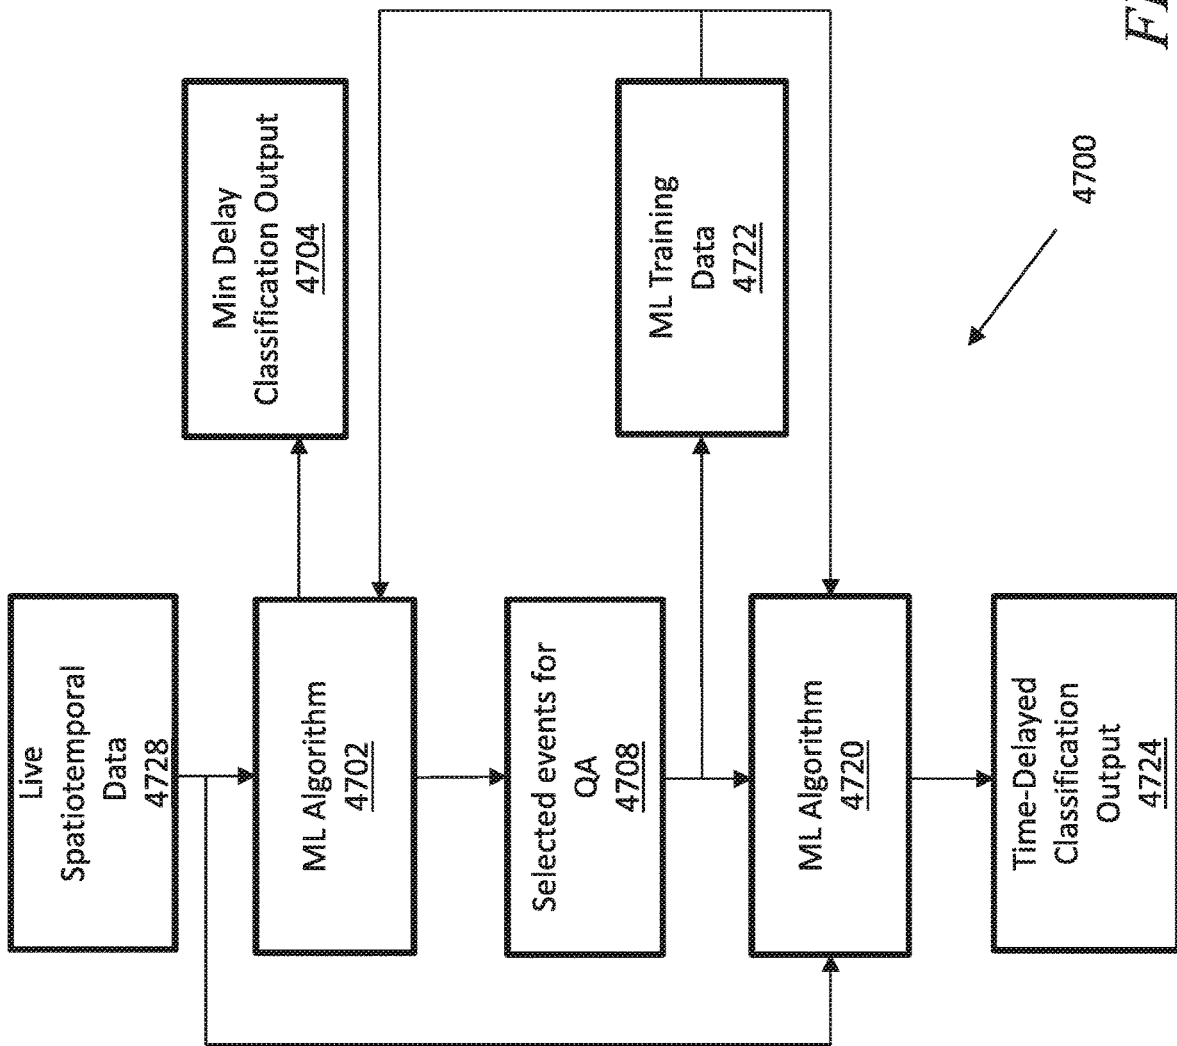 Live
Spatiotemporal
Data
4728
ML Algorithm
4702
Min Delay
Classification Output
4704
Selected events for
QA
4708
ML Training
Data
4722
ML Algorithm
4720
Time-Delayed
Classification
Output
4724
4700